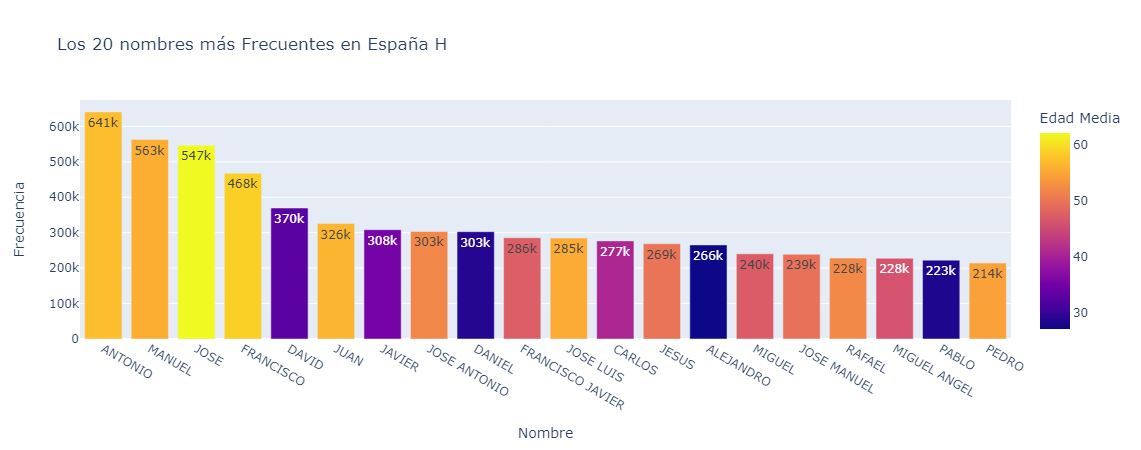 Los 20 nombres más Frecuentes en España H
Edad Media
60
50
40
30
Frecuencia
600k
500k
400k
300k
200k
100k
0
641k
563k
547k
468k
370k
326k
308k
303k
303k
286k
285k
277k
269k
266k
240k
239k
228k
228k
223k
214k
ANTONIO
MANUEL
JOSE
FRANCISCO
DAVID
JUAN
JAVIER
JOSE ANTONIO
DANIEL
FRANCISCO JAVIER
JOSE LUIS
CARLOS
JESUS
ALEJANDRO
MIGUEL
JOSE MANUEL
RAFAEL
MIGUEL ANGEL
PABLO
PEDRO
Nombre